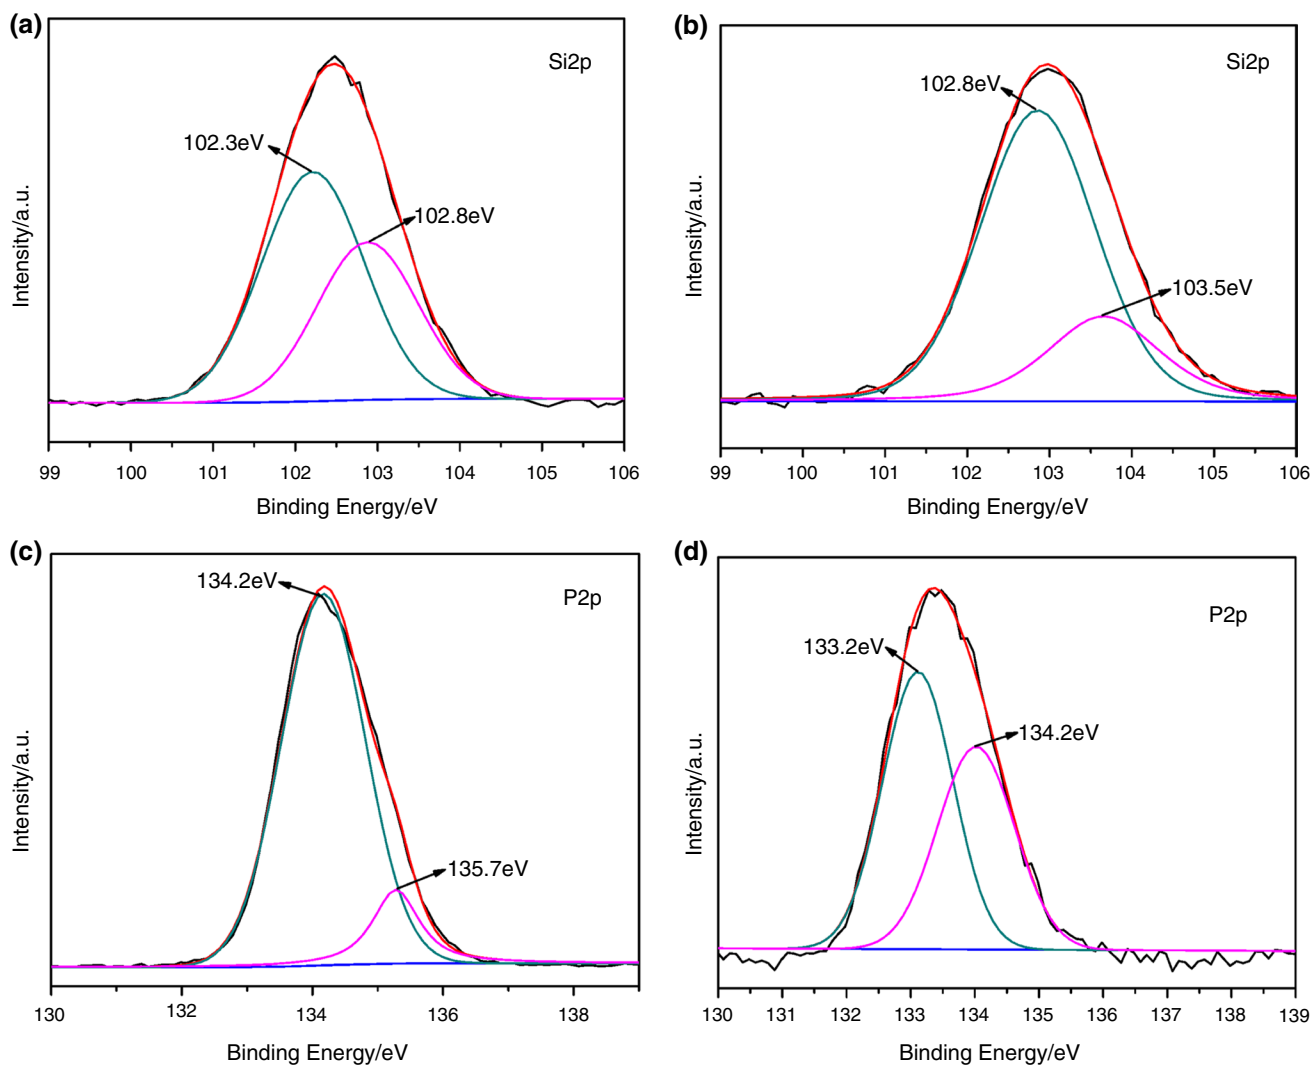 (a)
Si2p
102.3eV
102.8eV
Intensity/a.u.
99 100 101 102 103 104 105 106
Binding Energy/eV
(b)
Si2p
102.8eV
103.5eV
Intensity/a.u.
99 100 101 102 103 104 105 106
Binding Energy/eV
(c)
134.2eV
P2p
135.7eV
Intensity/a.u.
130 132 134 136 138
Binding Energy/eV
(d)
P2p
133.2eV
134.2eV
Intensity/a.u.
130 131 132 133 134 135 136 137 138 139
Binding Energy/eV